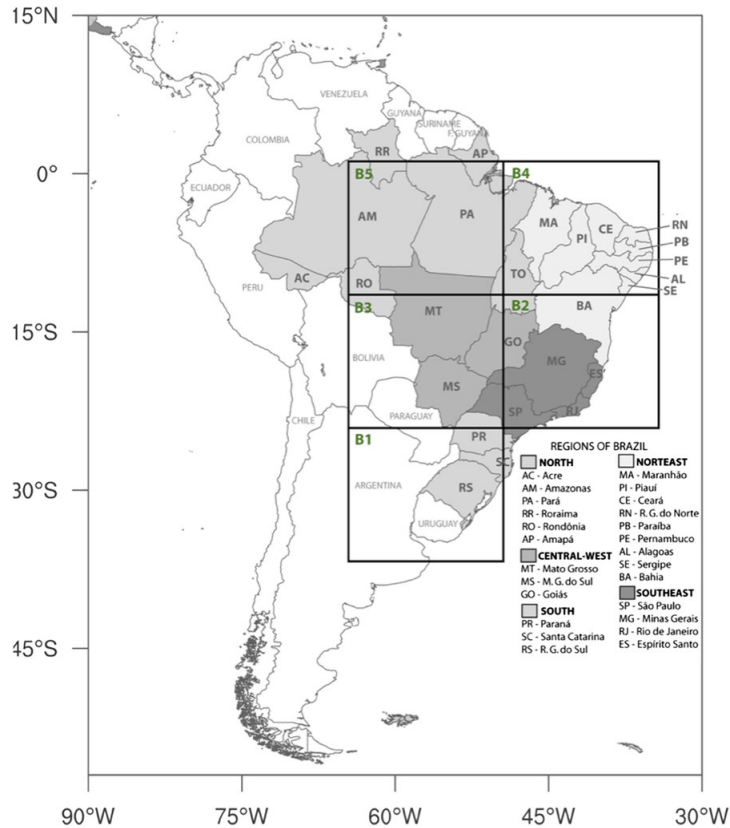 15°N
VENEZUELA
GUYANA
SURINAME
F. GUYANA
COLOMBIA
RR
AP
0°
B5
B4
ECUADOR
AM
PA
MA
CE
RN
PI
PB
PE
TO
AL
SE
AC
RO
PERU
B3
B2
BA
MT
15°S
GO
BOLIVIA
MG
ES
MS
SP
RJ
PARAGUAY
CHILE
B1
PR
SC
ARGENTINA
30°S
RS
URUGUAY
REGIONS OF BRAZIL
NORTH
AC - Acre
AM - Amazonas
PA - Pará
RR - Roraima
RO - Rondônia
AP - Amapá
CENTRAL-WEST
MT - Mato Grosso
MS - M. G. do Sul
GO - Goiás
SOUTH
PR - Paraná
SC - Santa Catarina
RS - R. G. do Sul
NORTEAST
MA - Maranhão
PI - Piauí
CE - Ceará
RN - R. G. do Norte
PB - Paraíba
PE - Pernambuco
AL - Alagoas
SE - Sergipe
BA - Bahia
SOUTHEAST
SP - São Paulo
MG - Minas Gerais
RJ - Rio de Janeiro
ES - Espírito Santo
45°S
90°W
75°W
60°W
45°W
30°W